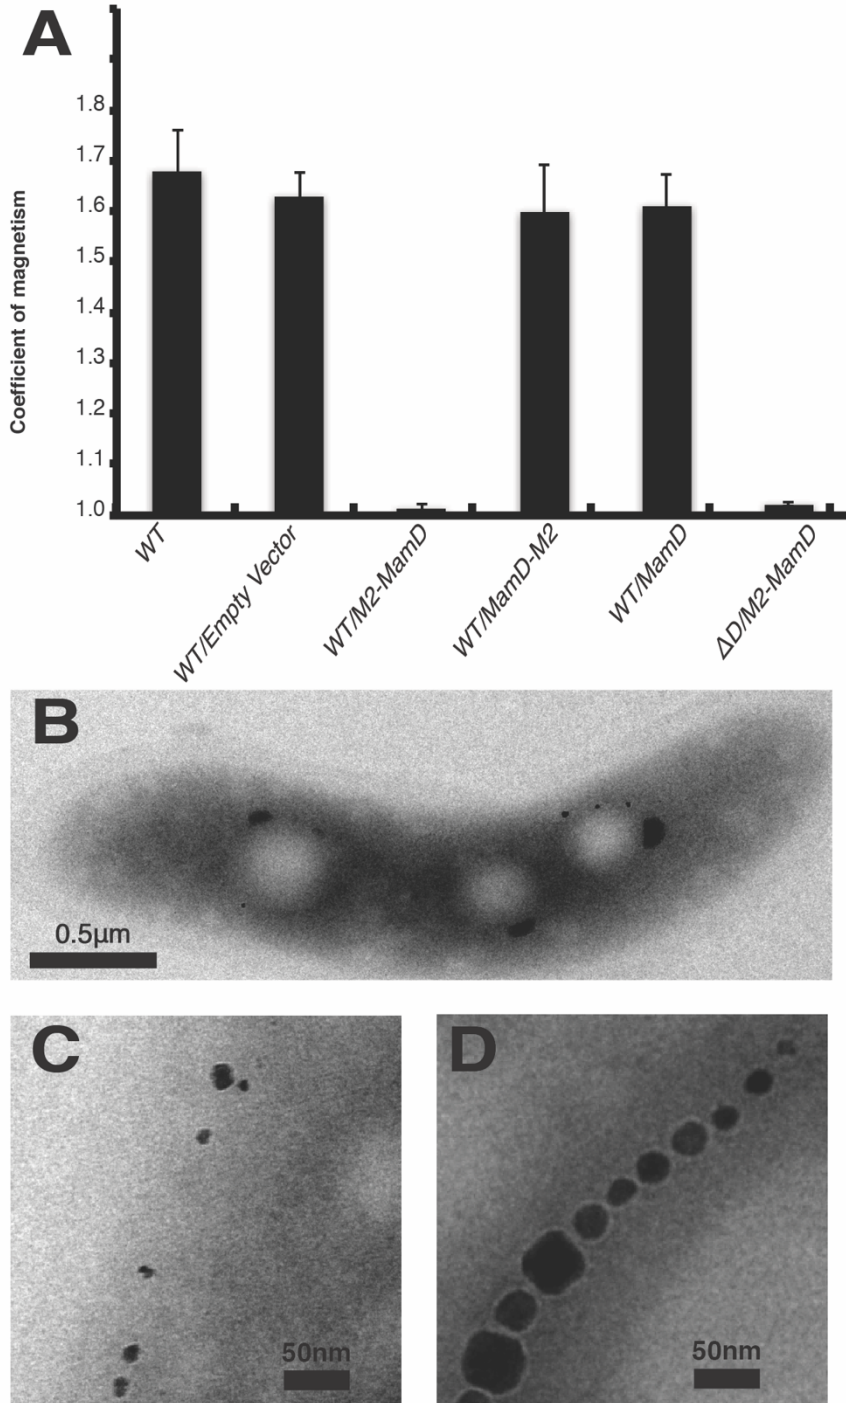 A
Coefficient of magnetism
1.8
1.7
1.6
1.5
1.4
1.3
1.2
1.1
1.0
WT
WT/Empty Vector
WT/M2-MamD
WT/MamD-M2
WT/MamD
ΔD/M2-MamD
B
0.5µm
C
50nm
D
50nm